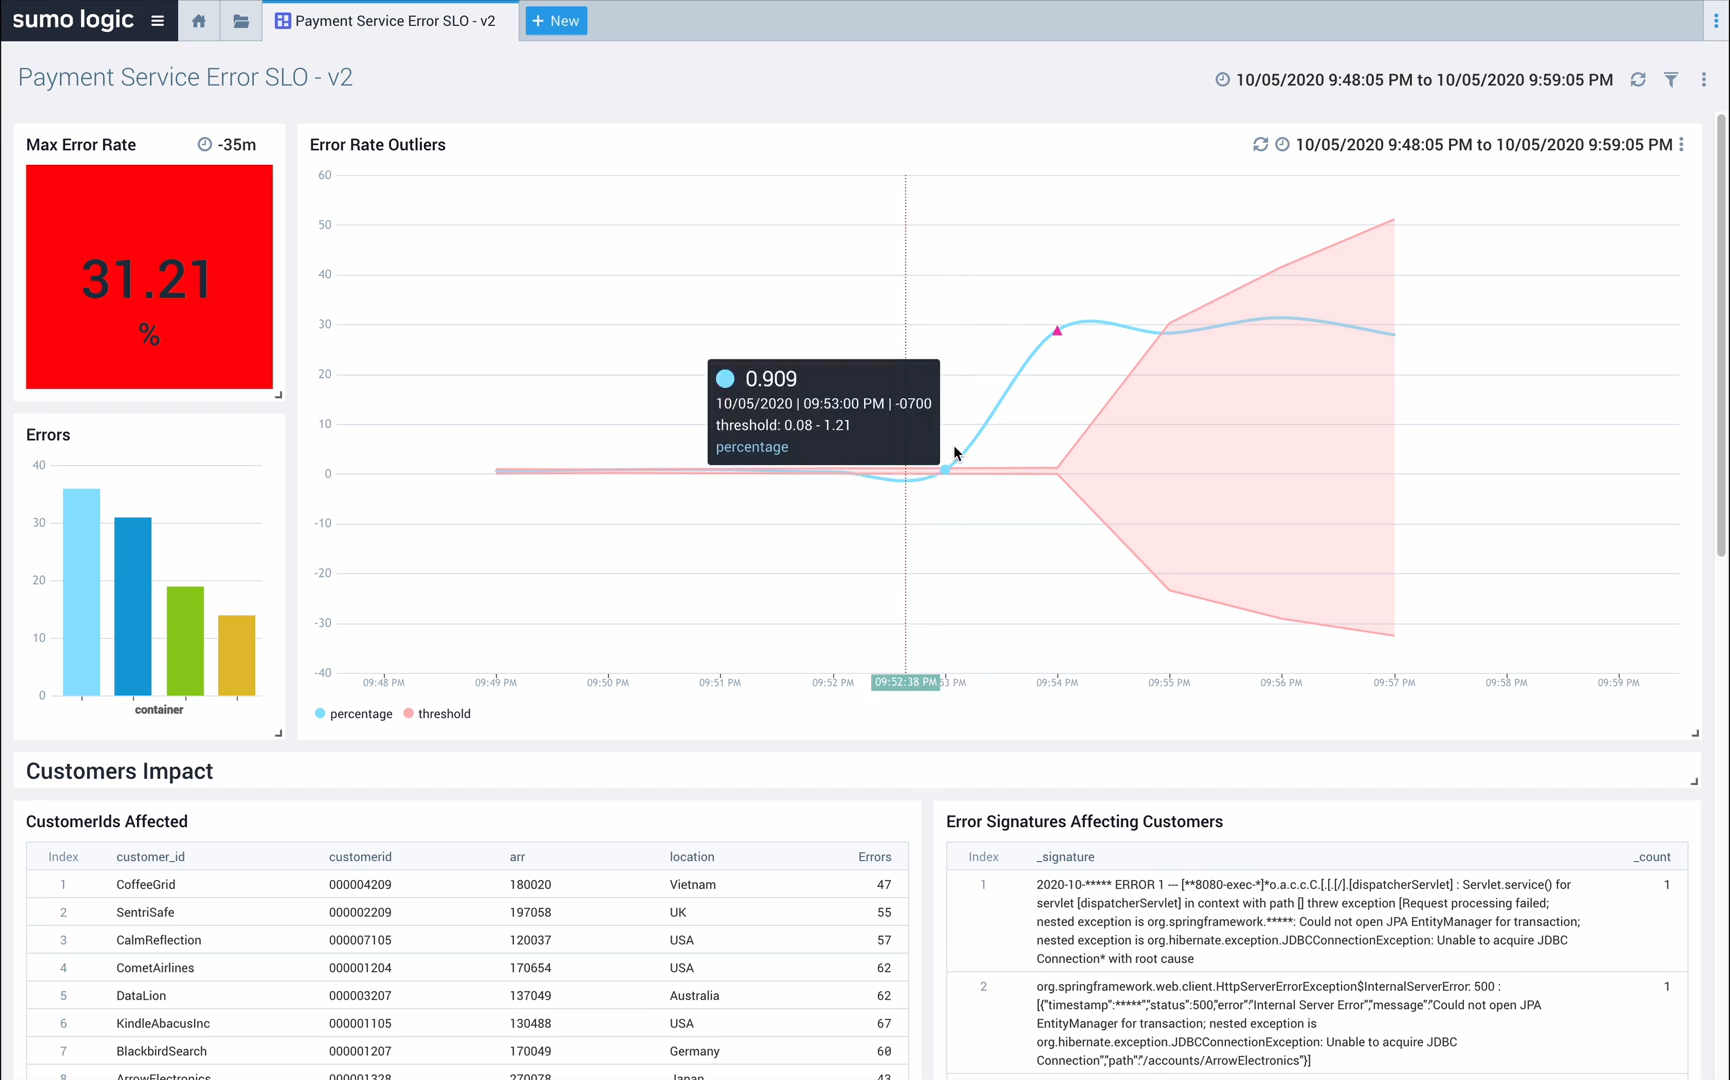 sumo logic
Payment Service Error SLO - v2
+ New
Payment Service Error SLO - v2
10/05/2020 9:48:05 PM to 10/05/2020 9:59:05 PM
Max Error Rate
-35m
31.21
%
Errors
40
30
20
10
0
container
Error Rate Outliers
10/05/2020 9:48:05 PM to 10/05/2020 9:59:05 PM
60
50
40
30
20
10
0
-10
-20
-30
-40
0.909
10/05/2020 | 09:53:00 PM | -0700
threshold: 0.08 - 1.21
percentage
09:48 PM 09:49 PM 09:50 PM 09:51 PM 09:52 PM 09:52:38 PM 53 PM 09:54 PM 09:55 PM 09:56 PM 09:57 PM 09:58 PM 09:59 PM
percentage threshold
Customers Impact
CustomerIds Affected
Index customer_id customerid arr location Errors
1 CoffeeGrid 000004209 180020 Vietnam 47
2 SentriSafe 000002209 197058 UK 55
3 CalmReflection 000007105 120037 USA 57
4 CometAirlines 000001204 170654 USA 62
5 DataLion 000003207 137049 Australia 62
6 KindleAbacusInc 000001105 130488 USA 67
7 BlackbirdSearch 000001207 170049 Germany 60
8 ArrowElectronics 000001328 270078 Japan 43
Error Signatures Affecting Customers
Index _signature _count
1 2020-10-***** ERROR 1 --- [**8080-exec-*]*o.a.c.c.C.[.[.[/].[dispatcherServlet] : Servlet.service() for 1
servlet [dispatcherServlet] in context with path [] threw exception [Request processing failed;
nested exception is org.springframework.*****: Could not open JPA EntityManager for transaction;
nested exception is org.hibernate.exception.JDBCConnectionException: Unable to acquire JDBC
Connection* with root cause
2 org.springframework.web.client.HttpServerErrorException$InternalServerError: 500 : 1
[{"timestamp":*****","status":500,"error":"Internal Server Error","message":"Could not open JPA
EntityManager for transaction; nested exception is
org.hibernate.exception.JDBCConnectionException: Unable to acquire JDBC
Connection","path":"/accounts/ArrowElectronics"}]